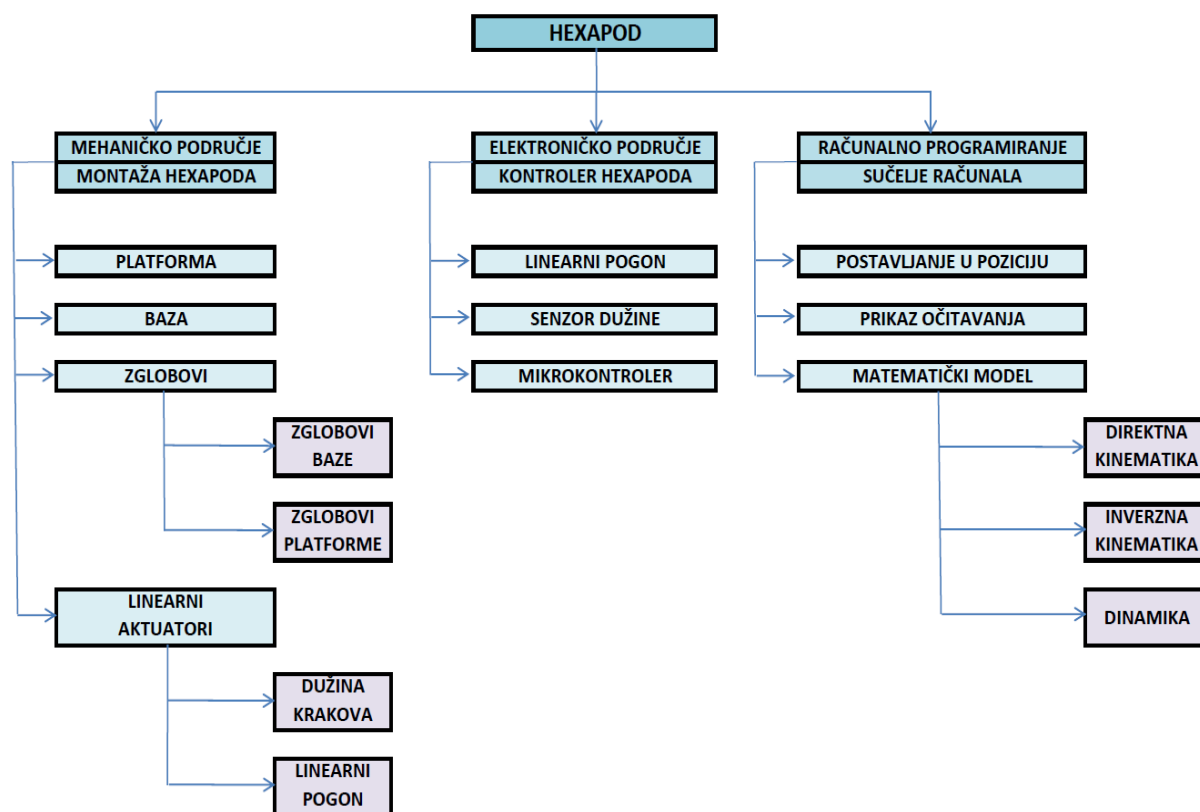 HEXAPOD
MEHANIČKO PODRUČJE
MONTAŽA HEXAPODA
PLATFORMA
BAZA
ZGLOBOVI
ZGLOBOVI
BAZE
ZGLOBOVI
PLATFORME
LINEARNI
AKTUATORI
DUŽINA
KRAKOVA
LINEARNI
POGON
ELEKTRONIČKO PODRUČJE
KONTROLER HEXAPODA
LINEARNI POGON
SENZOR DUŽINE
MIKROKONTROLER
RAČUNALNO PROGRAMIRANJE
SUČELJE RAČUNALA
POSTAVLJANJE U POZICIJU
PRIKAZ OČITAVANJA
MATEMATIČKI MODEL
DIREKTNA
KINEMATIKA
INVERZNA
KINEMATIKA
DINAMIKA